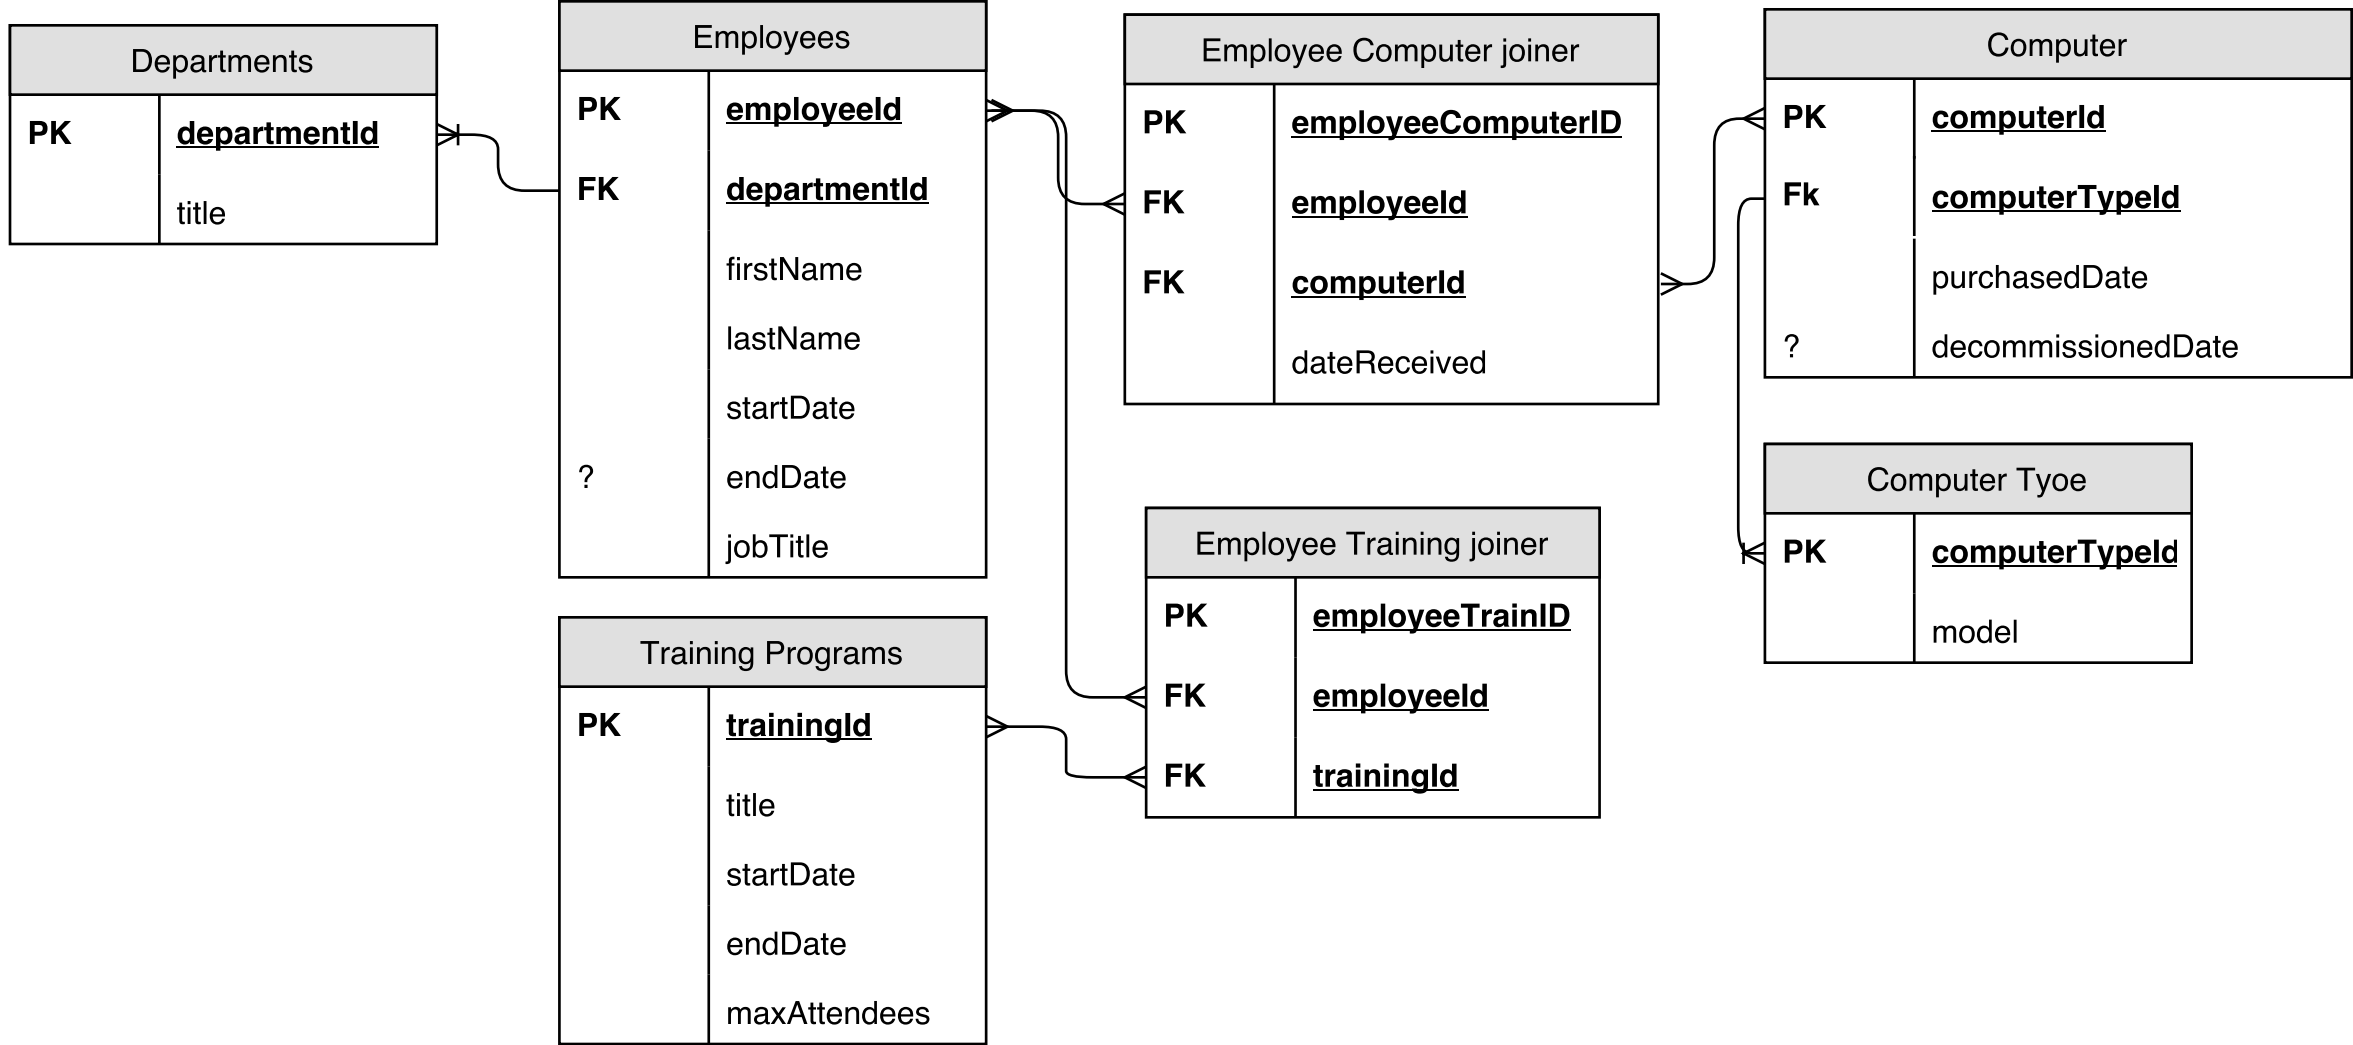 Departments
PK departmentId
title
Employees
PK employeeId
FK departmentId
firstName
lastName
startDate
? endDate
jobTitle
Employee Computer joiner
PK employeeComputerID
FK employeeId
FK computerId
dateReceived
Computer
PK computerId
Fk computerTypeId
purchasedDate
? decommissionedDate
Computer Tyoe
PK computerTypeId
model
Training Programs
PK trainingId
title
startDate
endDate
maxAttendees
Employee Training joiner
PK employeeTrainID
FK employeeId
FK trainingId